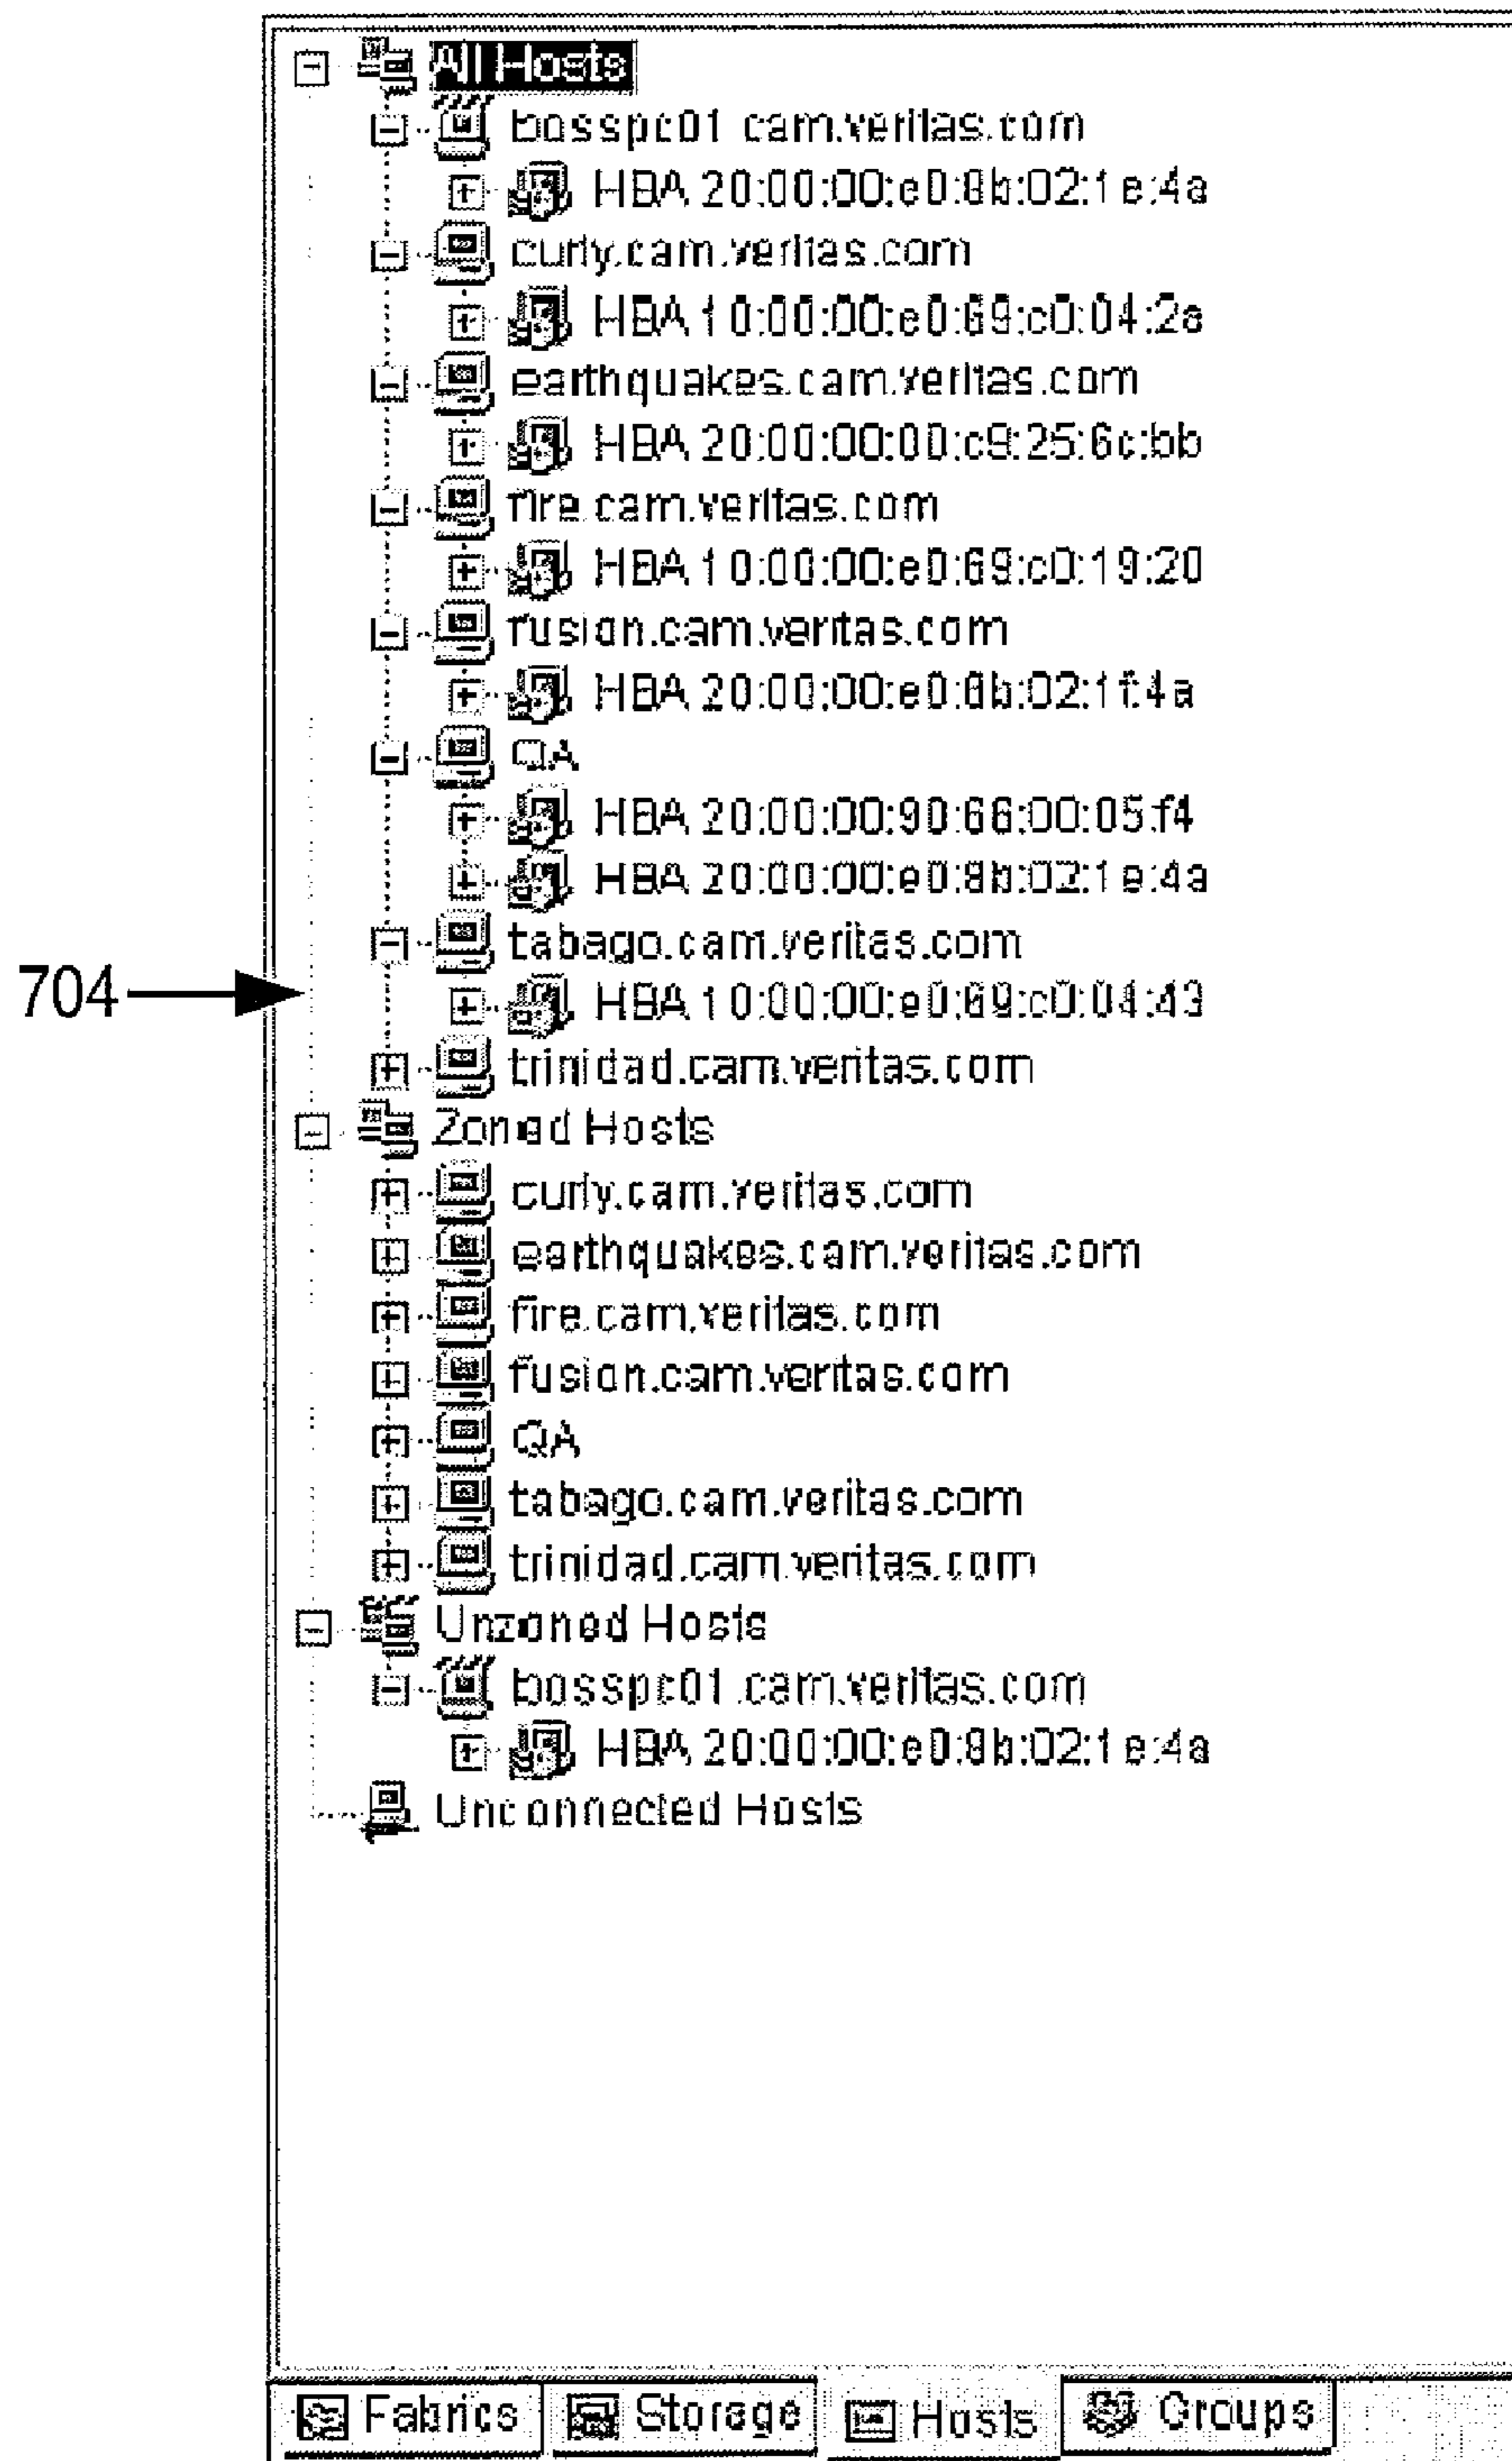 All Hosts
bosspc01.cam.veritas.com
HBA 20:00:00:e0:8b:02:1e:4a
curly.cam.veritas.com
HBA 10:00:00:e0:69:c0:04:2a
earthquakes.cam.veritas.com
HBA 20:00:00:00:c9:25:6c:bb
fire.cam.veritas.com
HBA 10:00:00:e0:69:c0:19:20
fusion.cam.veritas.com
HBA 20:00:00:e0:8b:02:1f:4a
QA
HBA 20:00:00:90:66:00:05:f4
HBA 20:00:00:e0:8b:02:1e:4a
tabago.cam.veritas.com
704
HBA 10:00:00:e0:69:c0:04:43
trinidad.cam.veritas.com
Zoned Hosts
curly.cam.veritas.com
earthquakes.cam.veritas.com
fire.cam.veritas.com
fusion.cam.veritas.com
QA
tabago.cam.veritas.com
trinidad.cam.veritas.com
Unzoned Hosts
bosspc01.cam.veritas.com
HBA 20:00:00:e0:8b:02:1e:4a
Unconnected Hosts
Fabrics Storage Hosts Groups